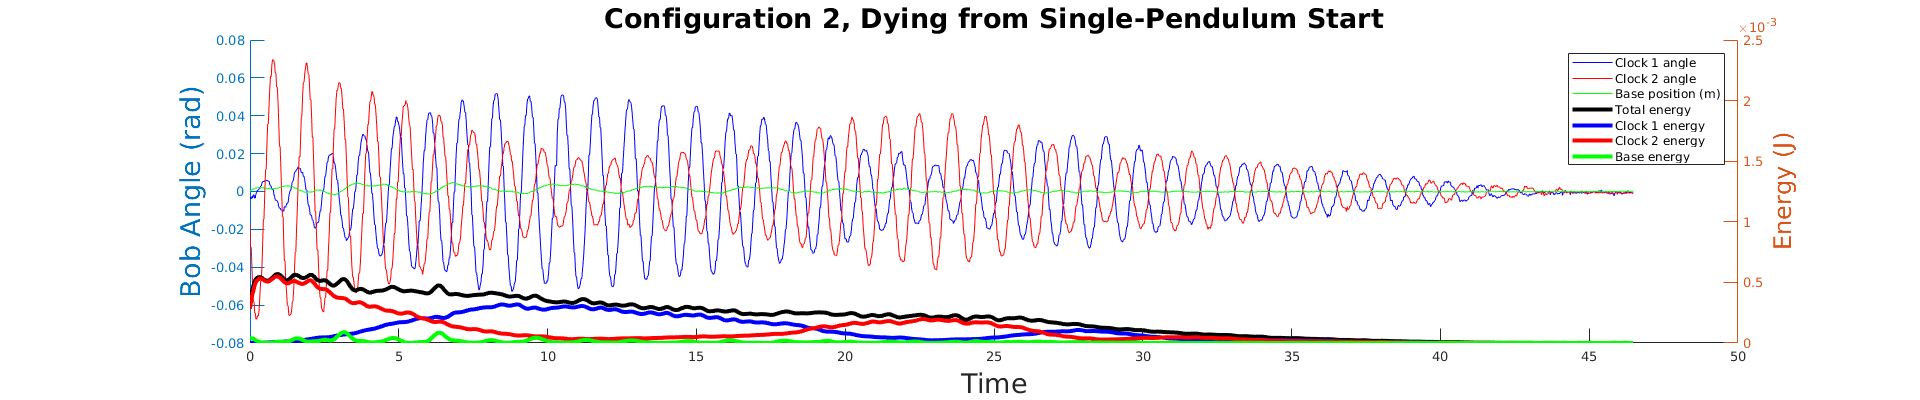 Configuration 2, Dying from Single-Pendulum Start
×10-3
0.08
0.06
0.04
0.02
0
-0.02
-0.04
-0.06
-0.08
Bob Angle (rad)
2.5
2
1.5
1
0.5
0
Energy (J)
Clock 1 angle
Clock 2 angle
Base position (m)
Total energy
Clock 1 energy
Clock 2 energy
Base energy
0 5 10 15 20 25 30 35 40 45 50
Time